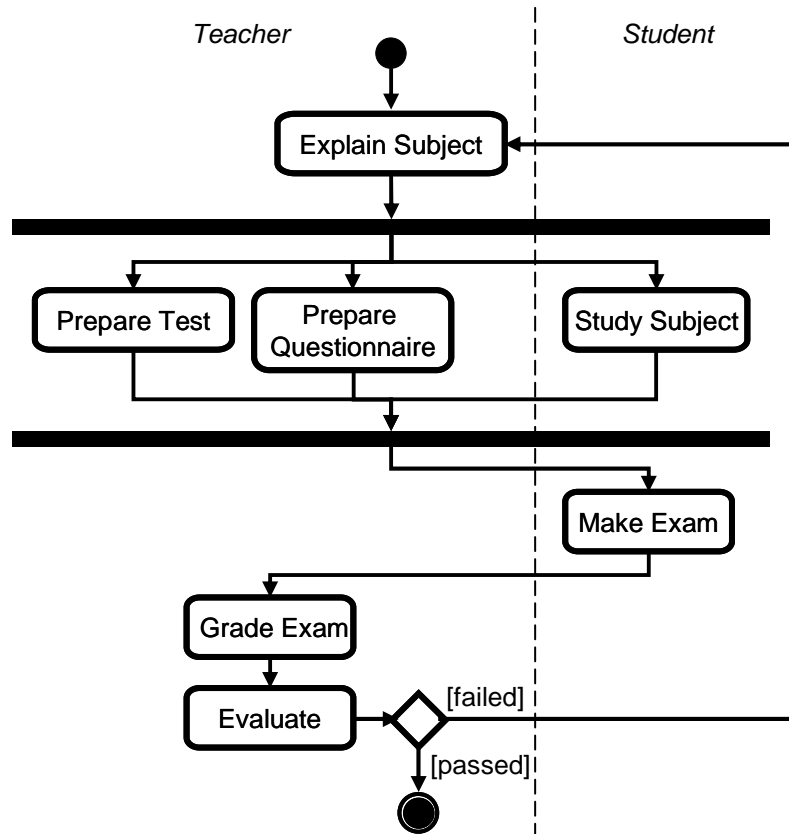 Teacher
Student
Explain Subject
Prepare Test
Prepare
Questionnaire
Study Subject
Make Exam
Grade Exam
Evaluate
[failed]
[passed]